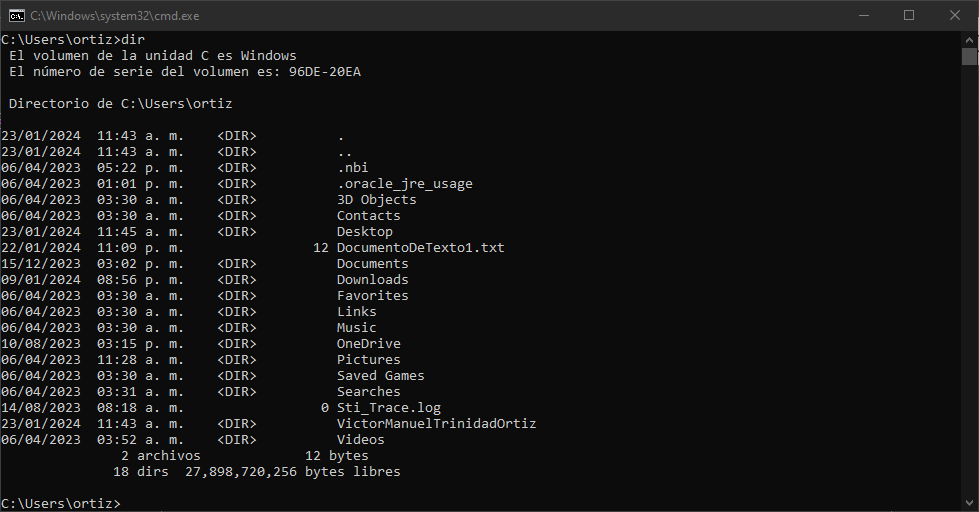 C:\Windows\system32\cmd.exe
C:\Users\ortiz>dir
 El volumen de la unidad C es Windows
 El número de serie del volumen es: 96DE-20EA

 Directorio de C:\Users\ortiz

23/01/2024  11:43 a. m.    <DIR>          .
23/01/2024  11:43 a. m.    <DIR>          ..
06/04/2023  05:22 p. m.    <DIR>          .nbi
06/04/2023  01:01 p. m.    <DIR>          .oracle_jre_usage
06/04/2023  03:30 a. m.    <DIR>          3D Objects
06/04/2023  03:30 a. m.    <DIR>          Contacts
23/01/2024  11:45 a. m.    <DIR>          Desktop
22/01/2024  11:09 p. m.                12 DocumentoDeTexto1.txt
15/12/2023  03:02 p. m.    <DIR>          Documents
09/01/2024  08:56 p. m.    <DIR>          Downloads
06/04/2023  03:30 a. m.    <DIR>          Favorites
06/04/2023  03:30 a. m.    <DIR>          Links
06/04/2023  03:30 a. m.    <DIR>          Music
10/08/2023  03:15 p. m.    <DIR>          OneDrive
06/04/2023  11:28 a. m.    <DIR>          Pictures
06/04/2023  03:30 a. m.    <DIR>          Saved Games
06/04/2023  03:31 a. m.    <DIR>          Searches
14/08/2023  08:18 a. m.                 0 Sti_Trace.log
23/01/2024  11:43 a. m.    <DIR>          VictorManuelTrinidadOrtiz
06/04/2023  03:52 a. m.    <DIR>          Videos
               2 archivos             12 bytes
              18 dirs  27,898,720,256 bytes libres

C:\Users\ortiz>